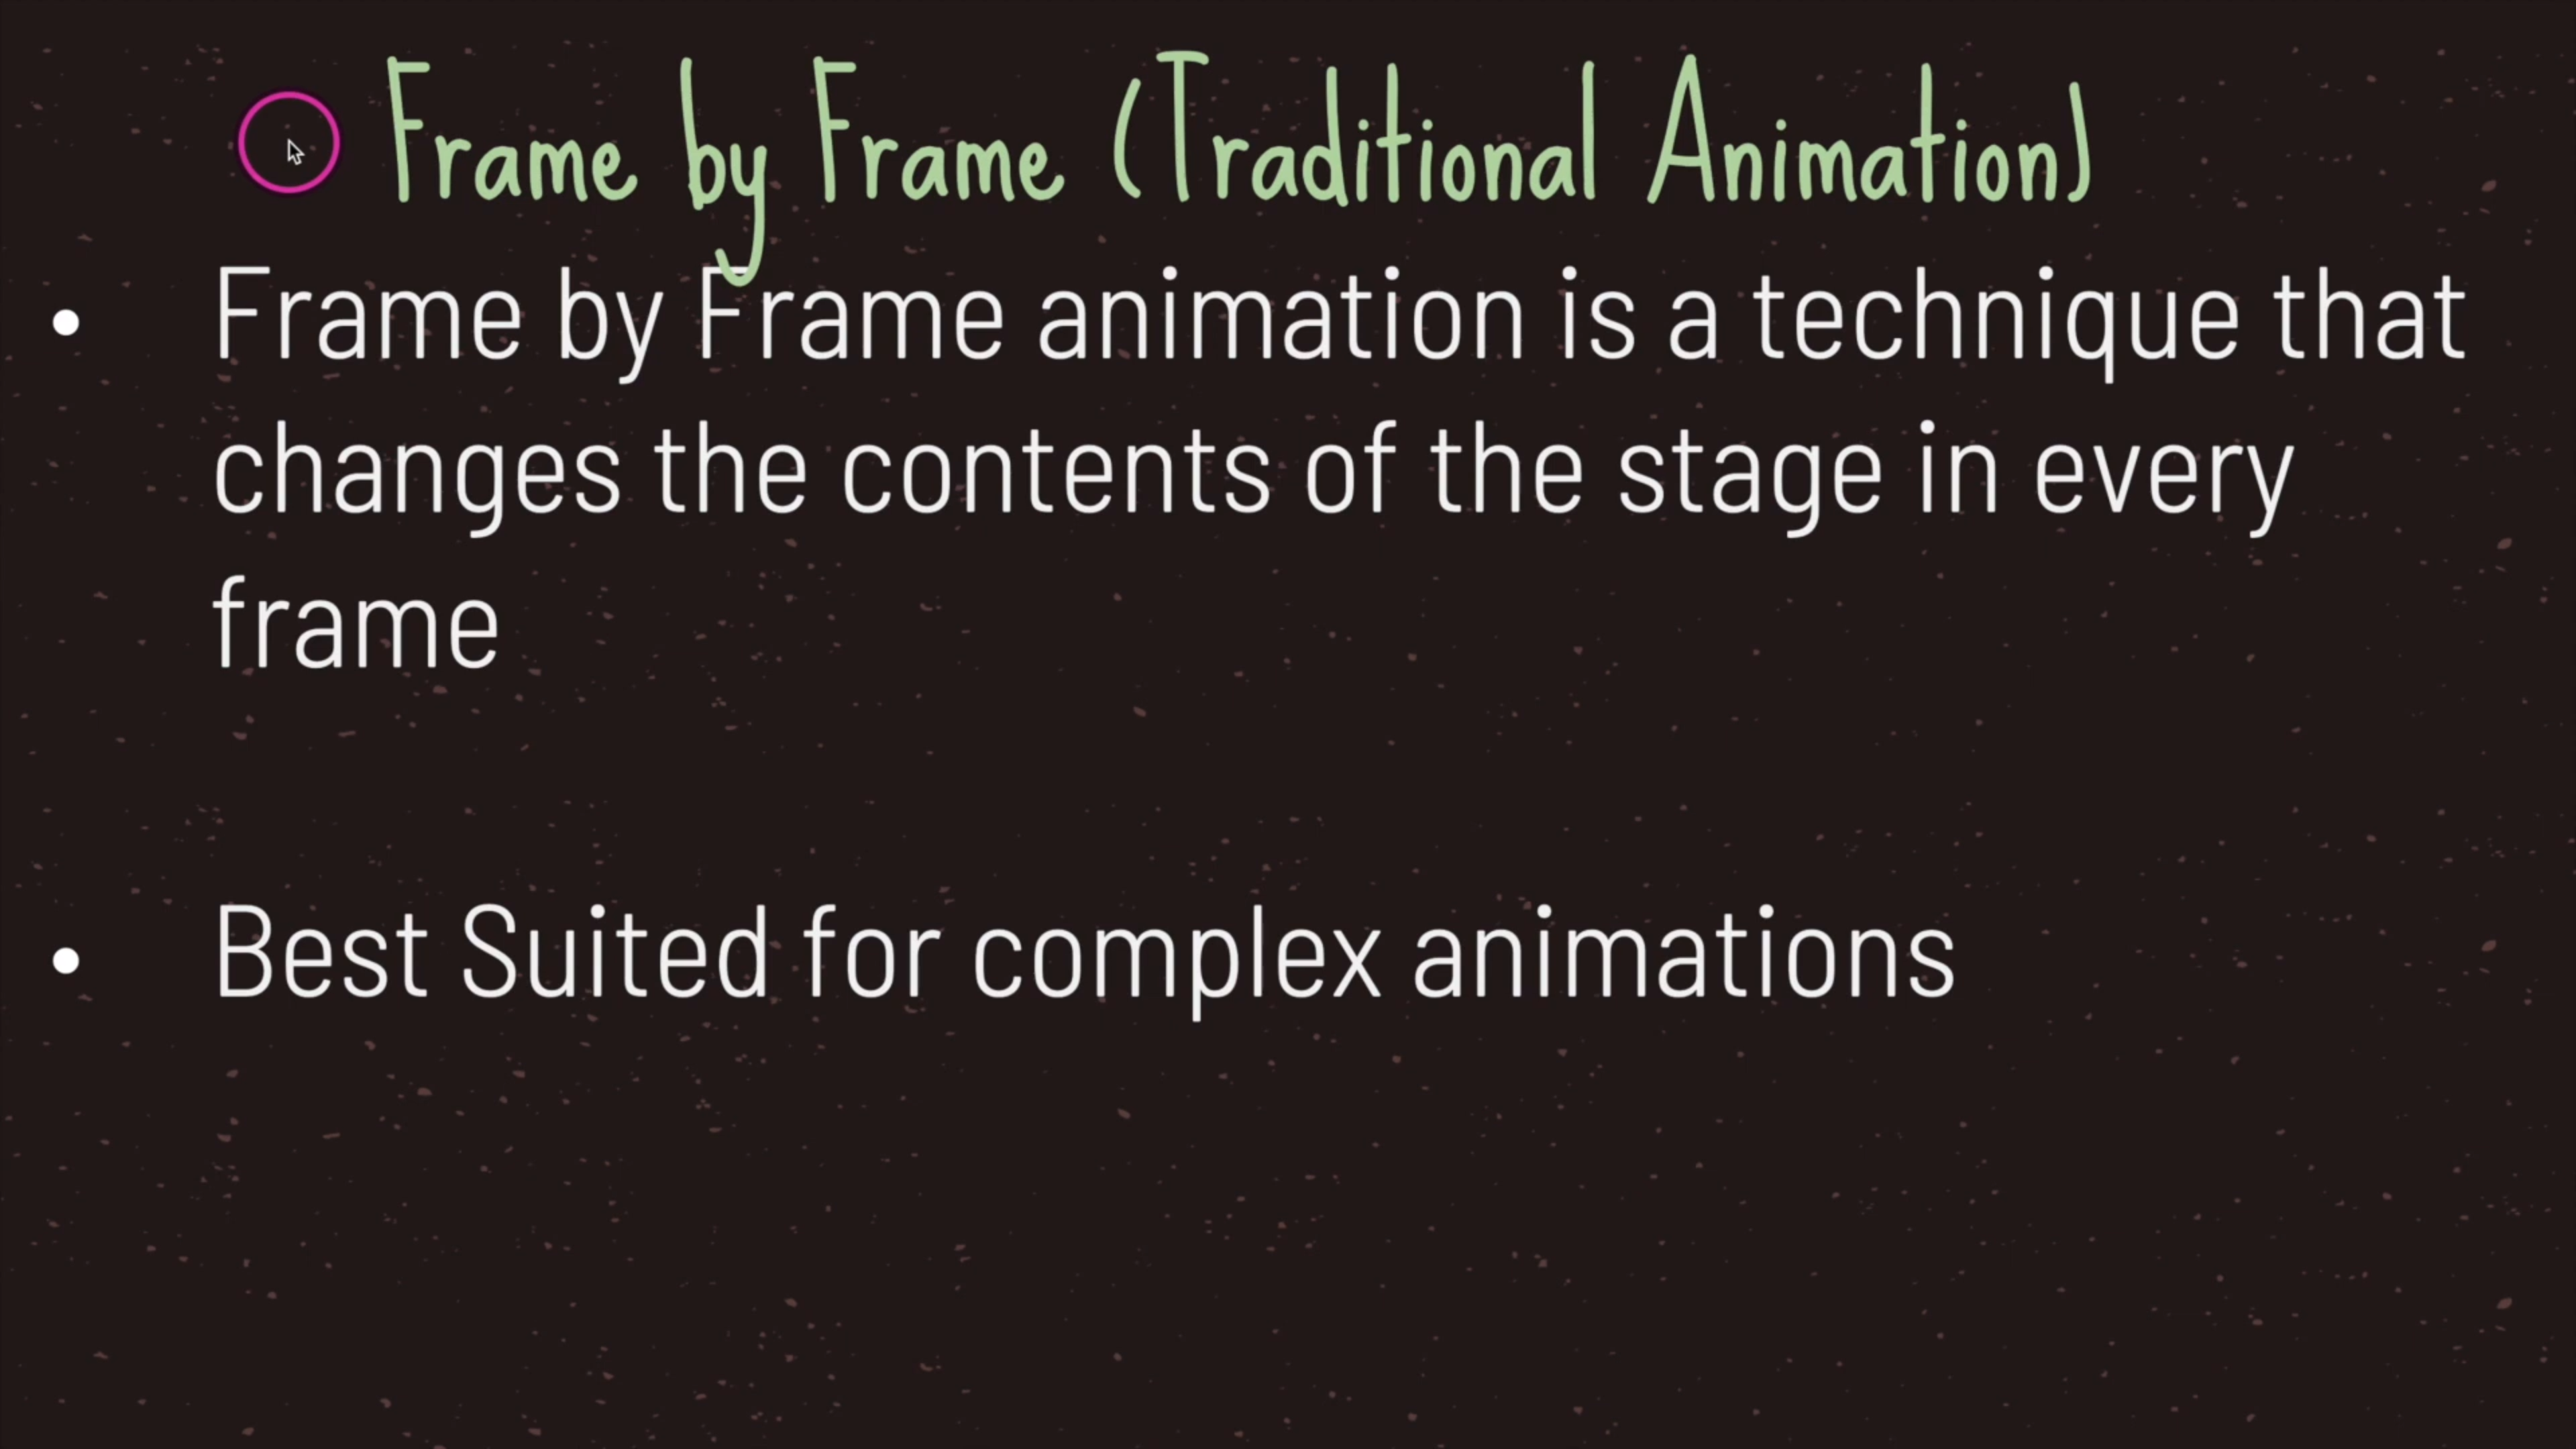 Frame by Frame (Traditional Animation)
• Frame by Frame animation is a technique that
changes the contents of the stage in every
frame
• Best Suited for complex animations